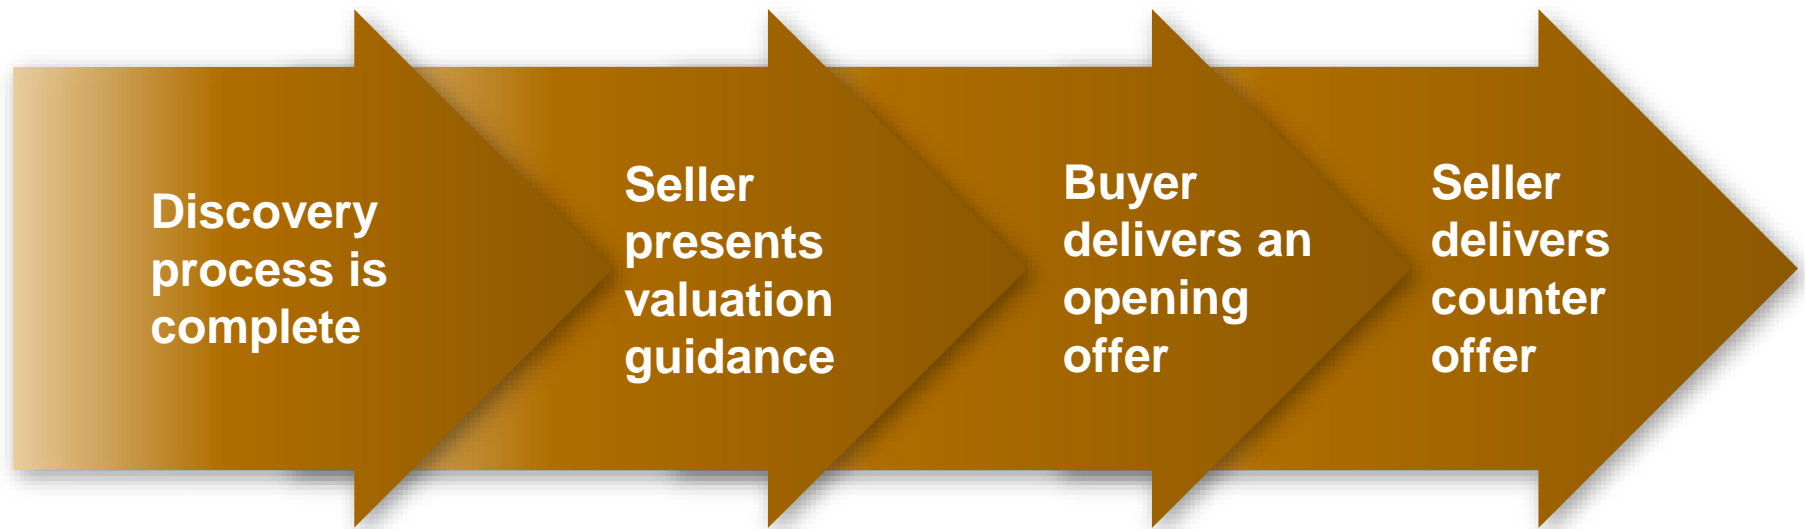 Discovery
process is
complete
Seller
presents
valuation
guidance
Buyer
delivers an
opening
offer
Seller
delivers
counter
offer